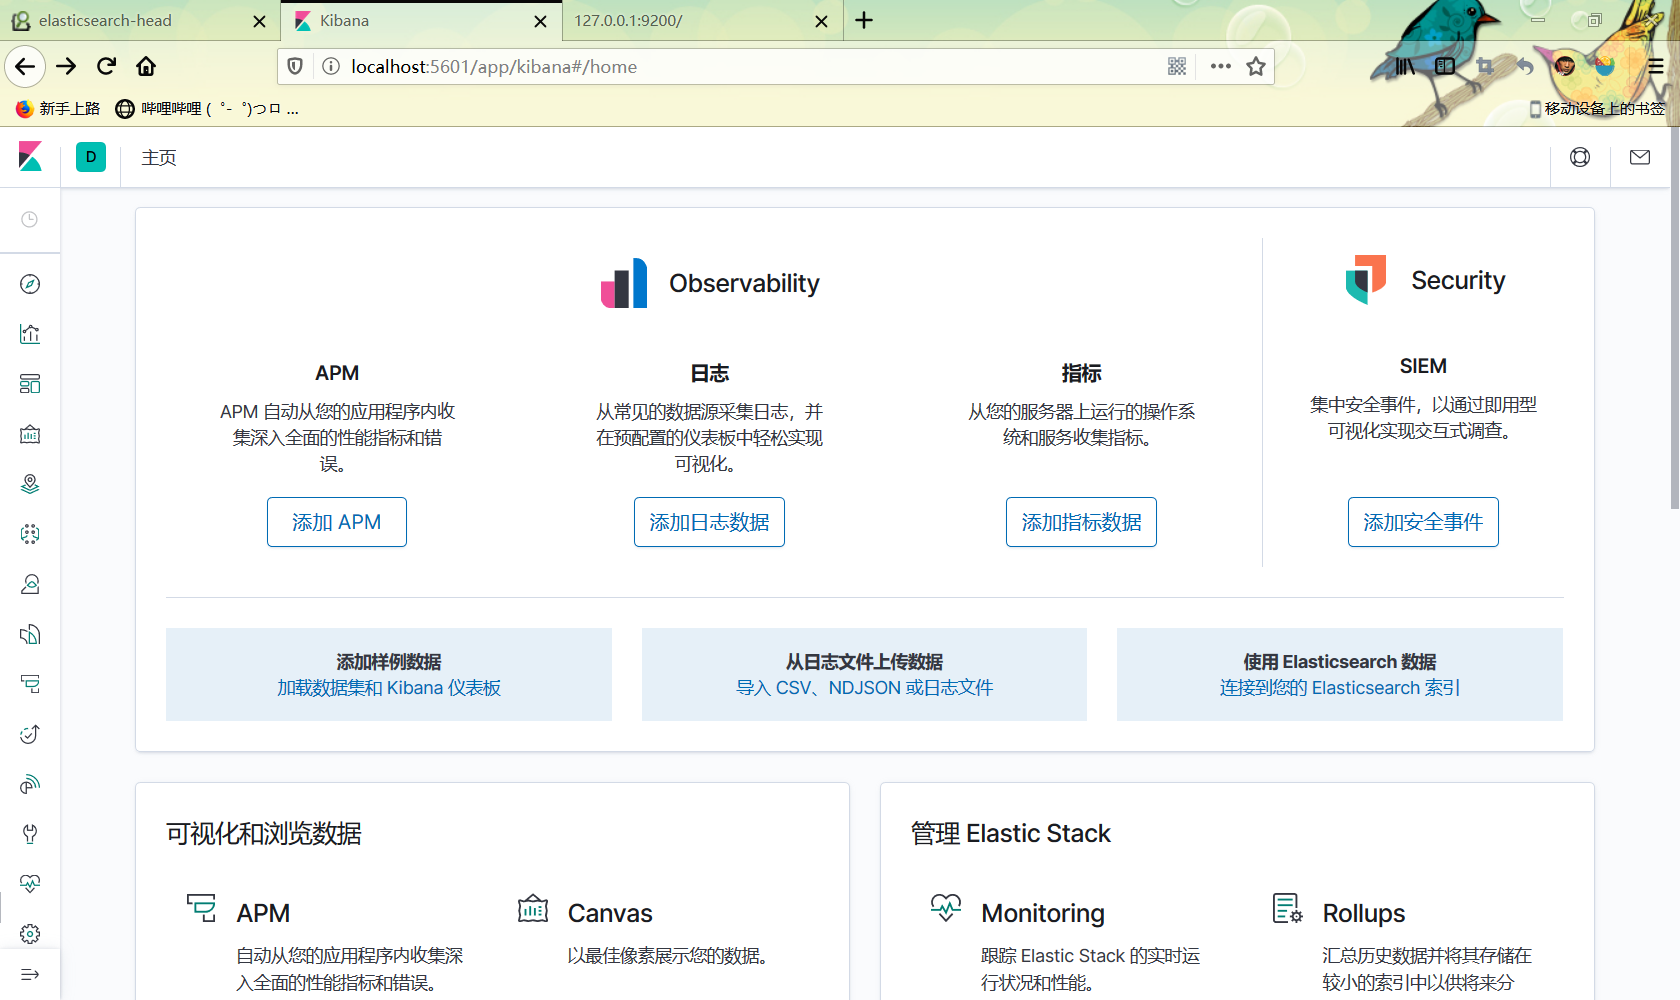 elasticsearch-head
Kibana
127.0.0.1:9200/
localhost:5601/app/kibana#/home
新手上路
哔哩哔哩 ( ゜- ゜)つロ ...
移动设备上的书签
D
主页
Observability
Security
APM
APM 自动从您的应用程序内收
集深入全面的性能指标和错
误。
添加 APM
日志
从常见的数据源采集日志，并
在预配置的仪表板中轻松实现
可视化。
添加日志数据
指标
从您的服务器上运行的操作系
统和服务收集指标。
添加指标数据
SIEM
集中安全事件，以通过即用型
可视化实现交互式调查。
添加安全事件
添加样例数据
加载数据集和 Kibana 仪表板
从日志文件上传数据
导入 CSV、NDJSON 或日志文件
使用 Elasticsearch 数据
连接到您的 Elasticsearch 索引
可视化和浏览数据
APM
自动从您的应用程序内收集深
入全面的性能指标和错误。
Canvas
以最佳像素展示您的数据。
管理 Elastic Stack
Monitoring
跟踪 Elastic Stack 的实时运
行状况和性能。
Rollups
汇总历史数据并将其存储在
较小的索引中以供将来分